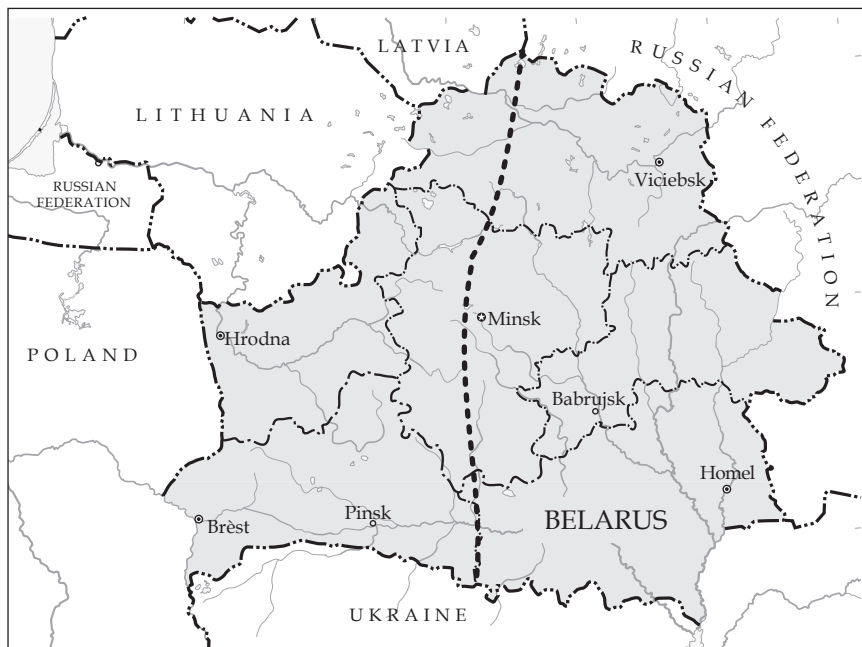 LATVIA
RUSSIAN FEDERATION
LITHUANIA
Viciebsk
RUSSIAN
FEDERATION
Minsk
Hrodna
POLAND
Babrujsk
Homel
Pinsk
BELARUS
Brèst
UKRAINE